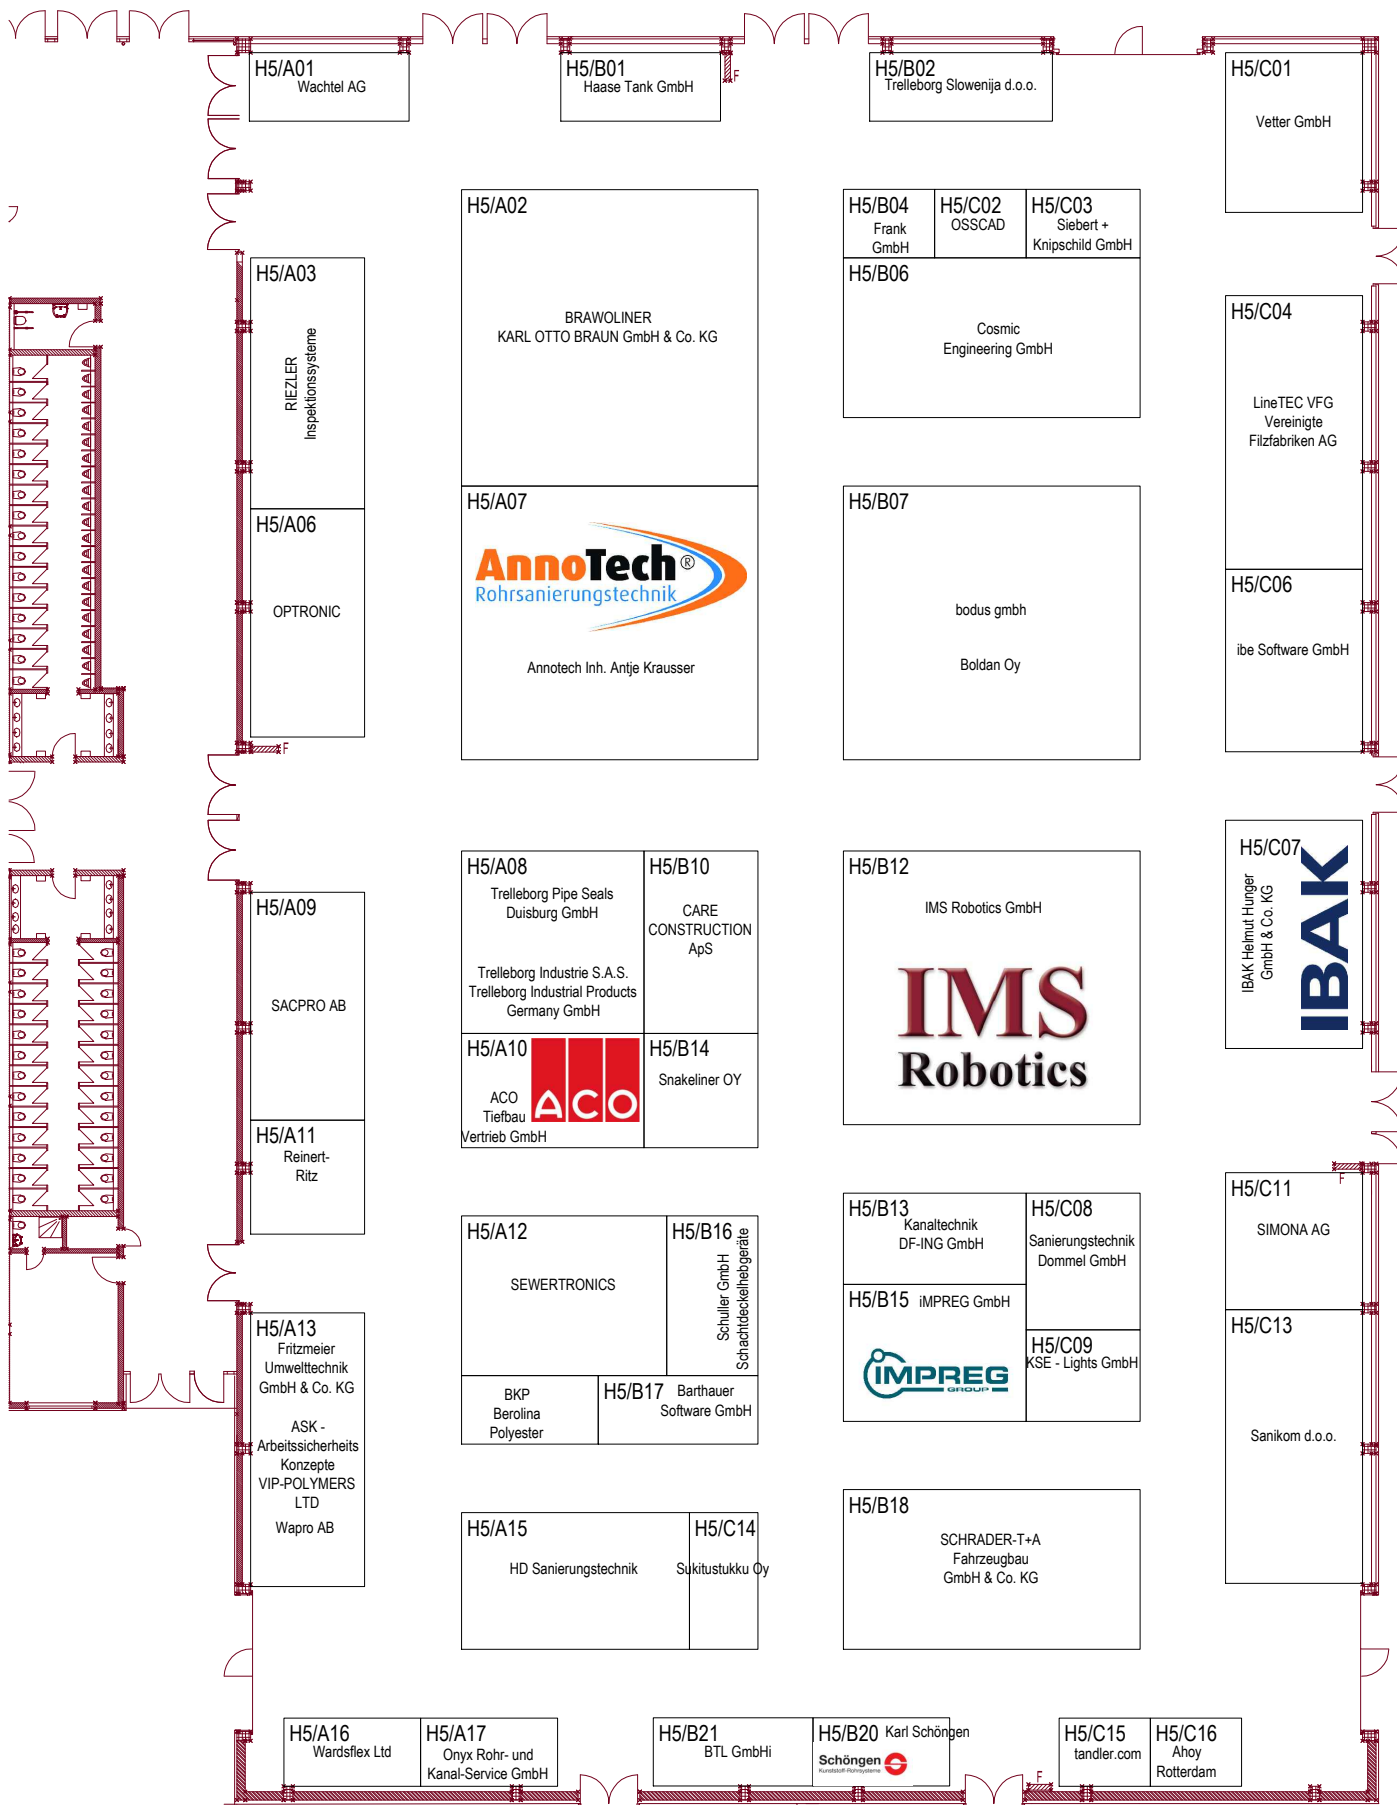 H5/A01
Wachtel AG
H5/B01
Haase Tank GmbH
F
H5/B02
Trelleborg Slowenija d.o.o.
H5/C01
Vetter GmbH
H5/A02
BRAWOLINER
KARL OTTO BRAUN GmbH & Co. KG
H5/B04
Frank
GmbH
H5/C02
OSSCAD
H5/C03
Siebert +
Knipschild GmbH
H5/A03
RIEZLER
Inspektionssysteme
H5/B06
Cosmic
Engineering GmbH
H5/C04
LineTEC VFG
Vereinigte
Filzfabriken AG
H5/A06
OPTRONIC
F
H5/A07
AnnoTech®
Rohrsanierungstechnik
Annotech Inh. Antje Krausser
H5/B07
bodus gmbh
Boldan Oy
H5/C06
ibe Software GmbH
H5/A08
Trelleborg Pipe Seals
Duisburg GmbH
Trelleborg Industrie S.A.S.
Trelleborg Industrial Products
Germany GmbH
H5/B10
CARE
CONSTRUCTION
ApS
H5/B12
IMS Robotics GmbH
IMS
Robotics
H5/C07
IBAK Helmut Hunger
GmbH & Co. KG
IBAK
H5/A09
SACPRO AB
H5/A10
ACO
Tiefbau
Vertrieb GmbH
ACO
H5/B14
Snakeliner OY
H5/A11
Reinert-
Ritz
H5/A12
SEWERTRONICS
H5/B16
Schuller GmbH
Schachtdeckelhebgeräte
H5/B13
Kanaltechnik
DF-ING GmbH
H5/C08
Sanierungstechnik
Dommel GmbH
F
H5/C11
SIMONA AG
H5/B15
iMPREG GmbH
iMPREG
GROUP
H5/C09
KSE - Lights GmbH
H5/C13
Sanikom d.o.o.
H5/A13
Fritzmeier
Umwelttechnik
GmbH & Co. KG
ASK -
Arbeitssicherheits
Konzepte
VIP-POLYMERS
LTD
Wapro AB
BKP
Berolina
Polyester
H5/B17
Barthauer
Software GmbH
H5/A15
HD Sanierungstechnik
H5/C14
Sukitustukku Oy
H5/B18
SCHRADER-T+A
Fahrzeugbau
GmbH & Co. KG
H5/A16
Wardsflex Ltd
H5/A17
Onyx Rohr- und
Kanal-Service GmbH
H5/B21
BTL GmbHi
H5/B20
Karl Schöngen
Schöngen
Kunststoff-Rohrsysteme
F
H5/C15
tandler.com
H5/C16
Ahoy
Rotterdam